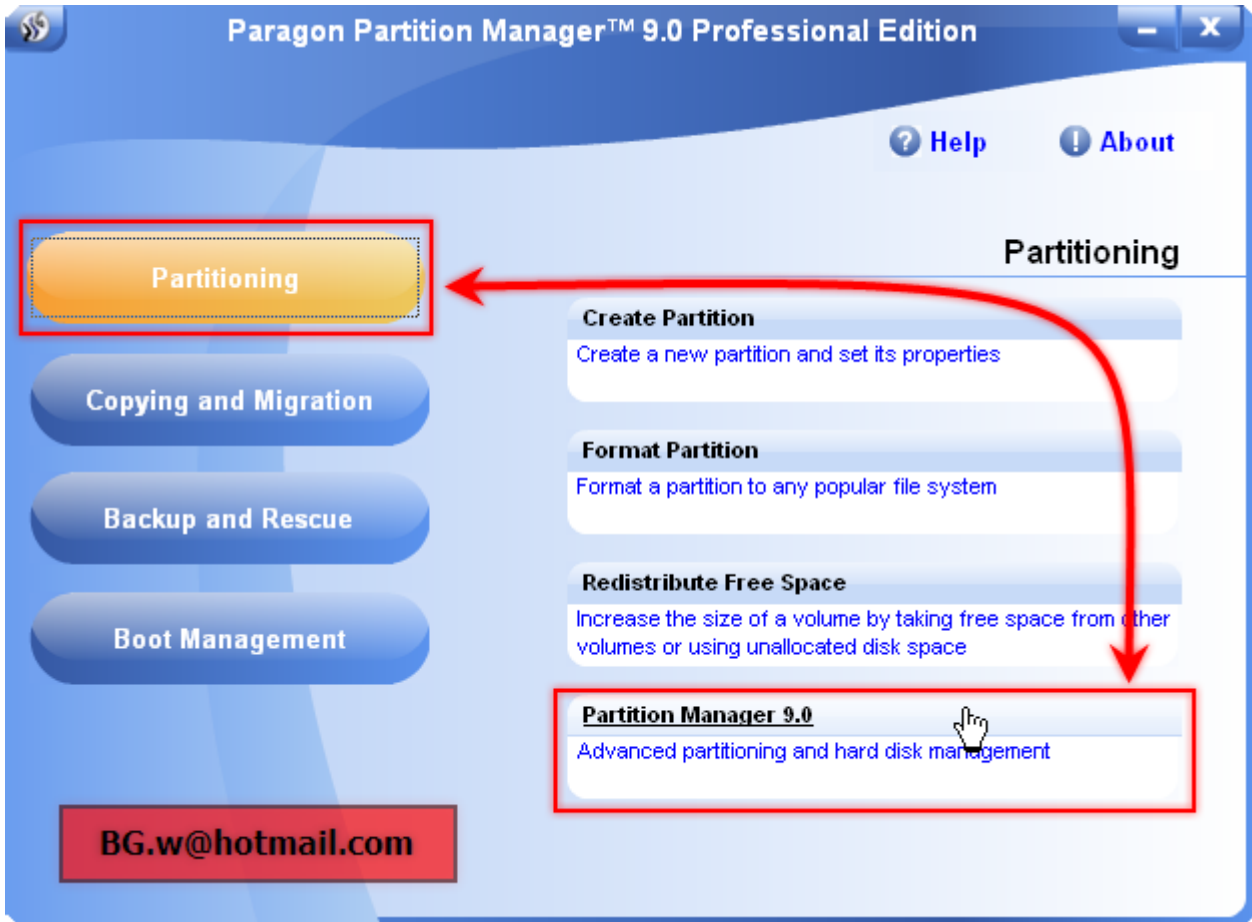 Paragon Partition Manager™ 9.0 Professional Edition
Help
About
Partitioning
Partitioning
Create Partition
Create a new partition and set its properties
Copying and Migration
Format Partition
Format a partition to any popular file system
Backup and Rescue
Redistribute Free Space
Increase the size of a volume by taking free space from other
volumes or using unallocated disk space
Boot Management
Partition Manager 9.0
Advanced partitioning and hard disk management
BG.w@hotmail.com